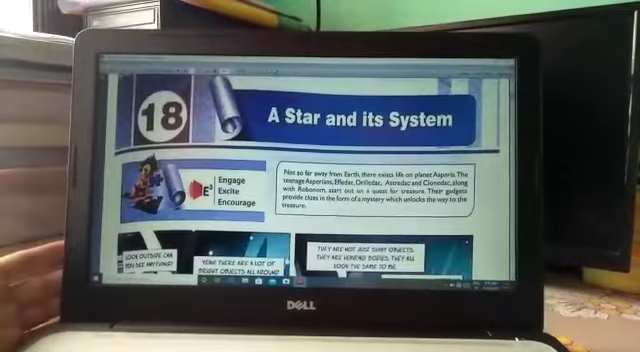 18
A Star and its System
E³
Engage
Excite
Encourage
Not so far away from Earth, there exists life on planet Asperia. The
teenage Asperians, Effedac, Drilledac, Astredac and Cionedac, along
with Robonom, start out on a quest for treasure. Their gadgets
provide clues in the form of a mystery which unlocks the way to the
treasure.
LOOK OUTSIDE. CAN
YOU SEE ANYTHING?
YEAH! THERE ARE A LOT OF
BRIGHT OBJECTS ALL AROUND
THEY ARE NOT JUST SHINY OBJECTS.
THEY ARE HEAVENLY BODIES. THEY ALL
LOOK THE SAME TO ME.
DELL